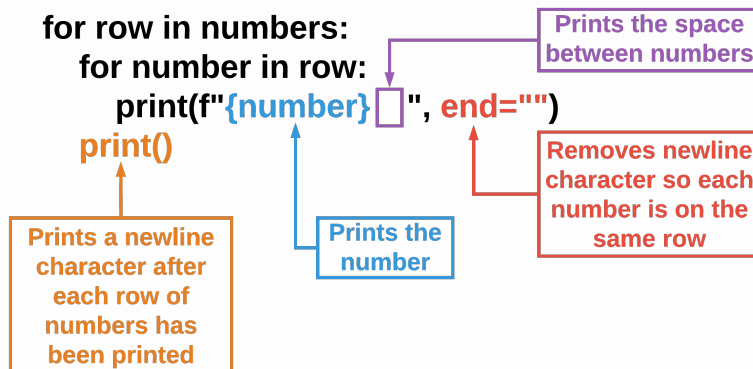 for row in numbers:
for number in row:
print(f"{number} ", end="")
print()
Prints the space
between numbers
Removes newline
character so each
number is on the
same row
Prints the
number
Prints a newline
character after
each row of
numbers has
been printed